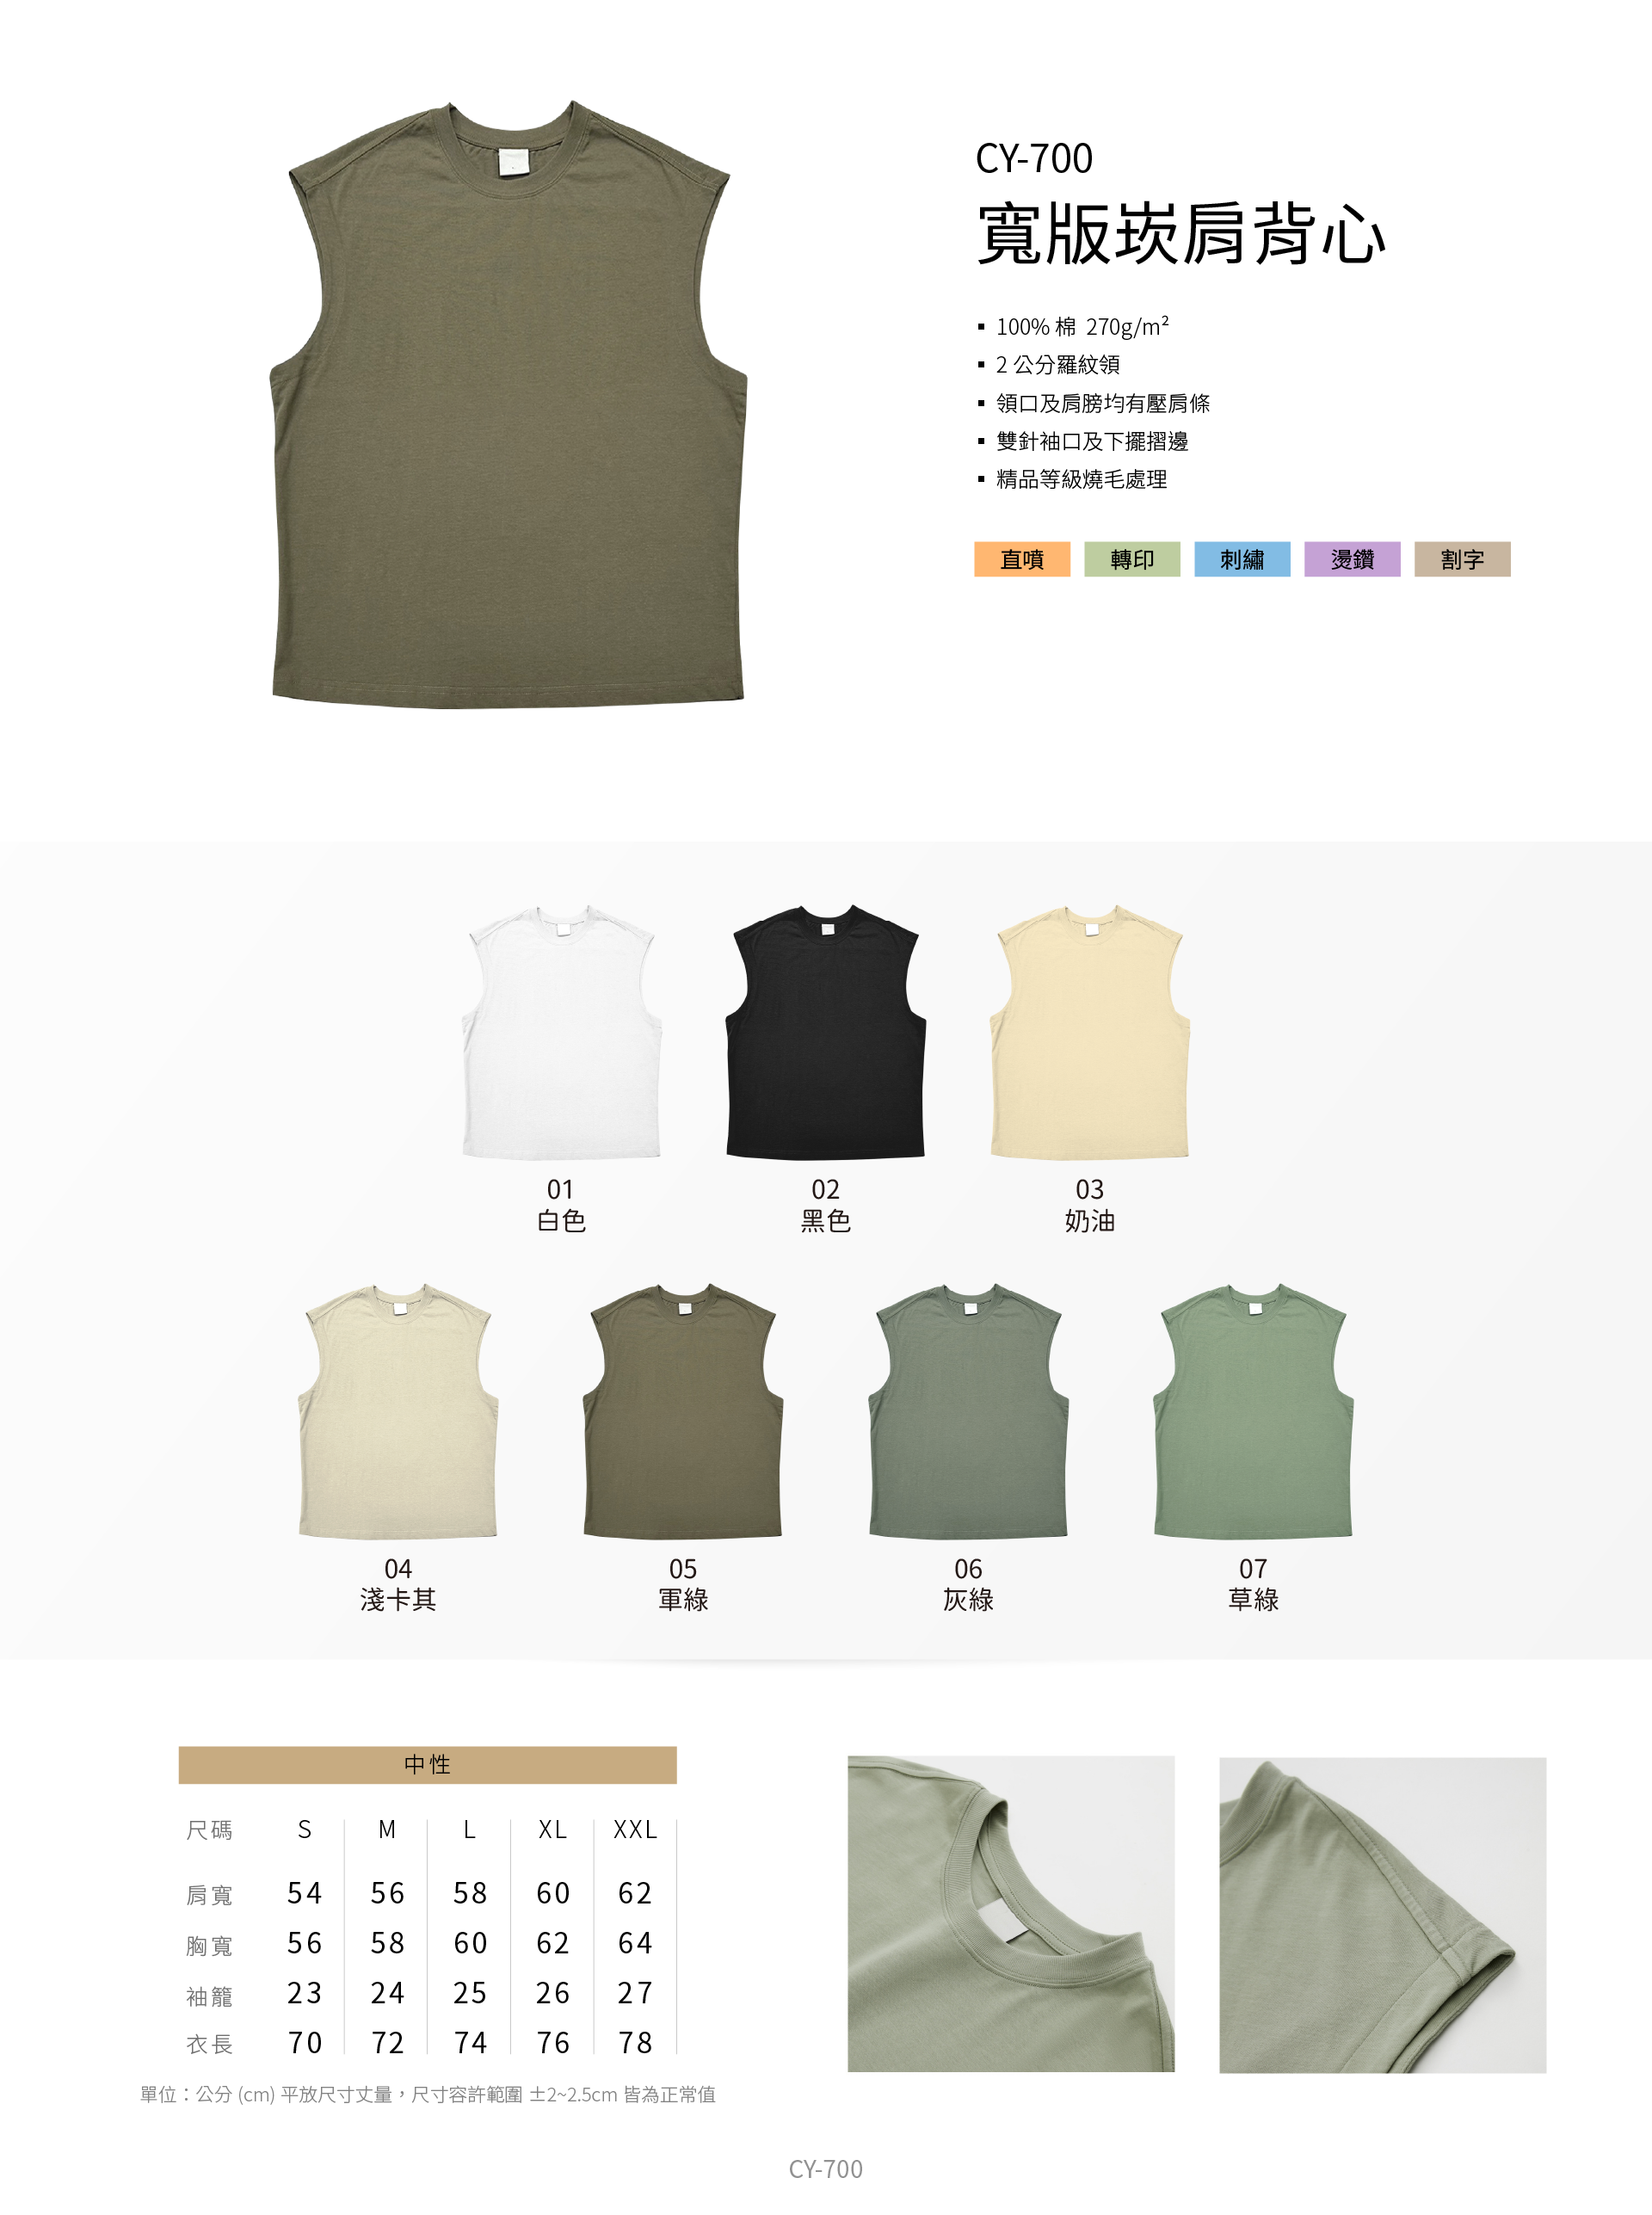 CY-700
寬版崁肩背心
▪ 100% 棉 270g/m²
▪ 2 公分羅紋領
▪ 領口及肩膀均有壓肩條
▪ 雙針袖口及下擺摺邊
▪ 精品等級燒毛處理
直噴 轉印 刺繡 燙鑽 割字
01 02 03
白色 黑色 奶油
04 05 06 07
淺卡其 軍綠 灰綠 草綠
中性
尺碼 S M L XL XXL
肩寬 54 56 58 60 62
胸寬 56 58 60 62 64
袖籠 23 24 25 26 27
衣長 70 72 74 76 78
單位：公分 (cm) 平放尺寸丈量，尺寸容許範圍 ±2~2.5cm 皆為正常值
CY-700